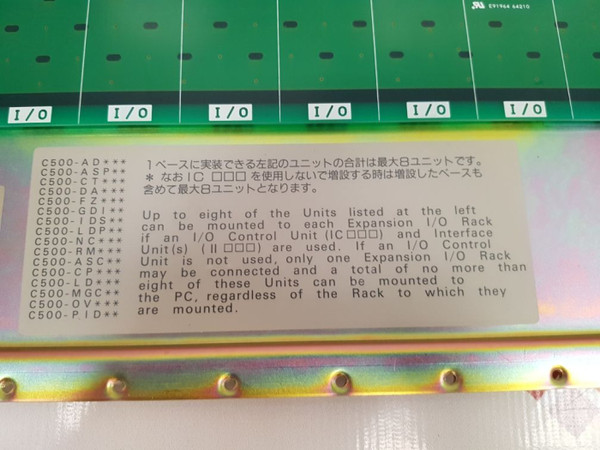 E91964 64210
I/O I/O I/O I/O I/O I/O
C500-AD***
C500-ASP**
C500-CT***
C500-DA***
C500-FZ***
C500-GDI**
C500-IDS**
C500-LDP**
C500-NC***
C500-RM***
C500-ASC**
C500-CP***
C500-LD***
C500-MGC**
C500-OV***
C500-PID**
1ベースに実装できる左記のユニットの合計は最大8ユニットです。
* なおIC □□□ を使用しないで増設する時は増設したベースも
含めて最大8ユニットとなります。
Up to eight of the Units listed at the left
can be mounted to each Expansion I/O Rack
if an I/O Control Unit (IC□□□) and Interface
Unit(s) (II□□□) are used. If an I/O Control
Unit is not used, only one Expansion I/O Rack
may be connected and a total of no more than
eight of these Units can be mounted to
the PC, regardless of the Rack to which they
are mounted.